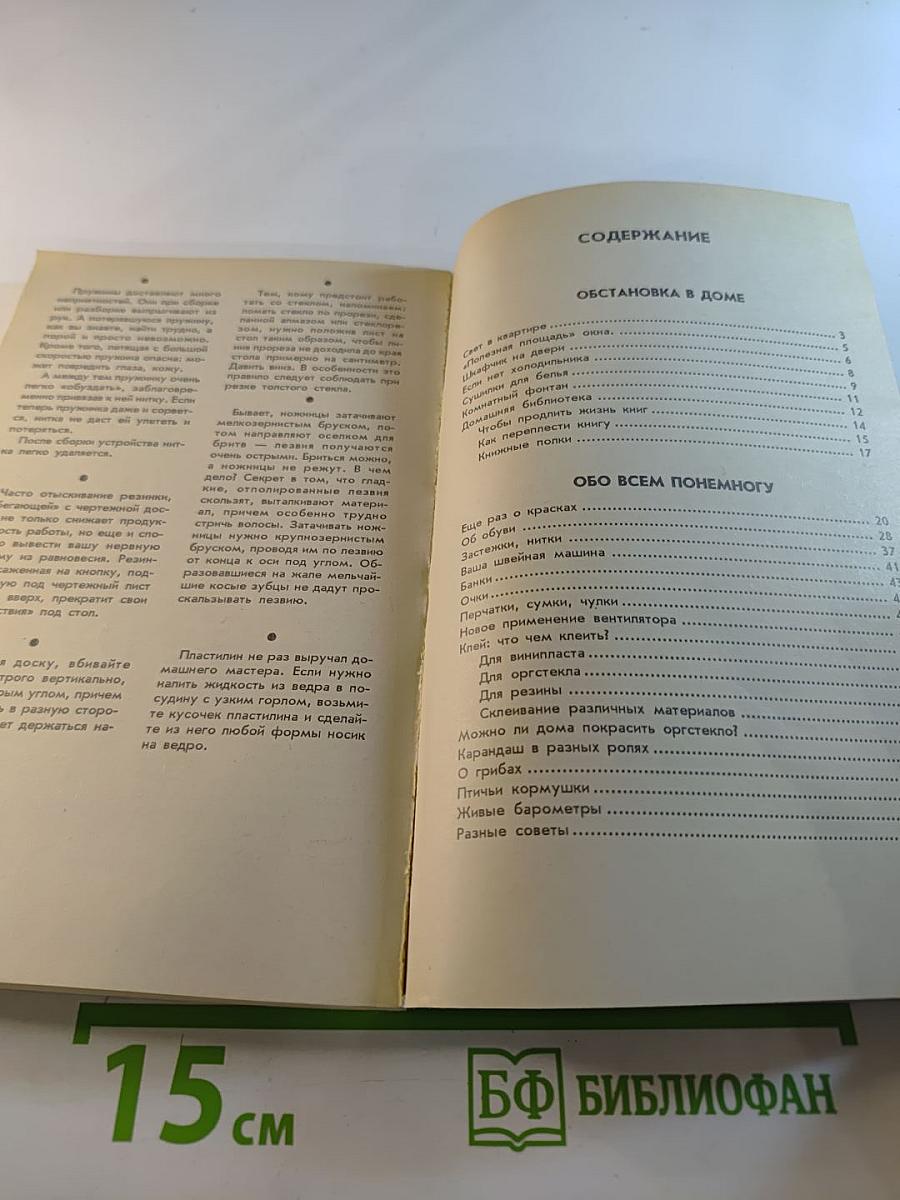 Пружины доставляют много
неприятностей. Они при сборке
или разборке выпрыгивают из
рук. А потерявшуюся пружину,
как вы знаете, найти трудно, а
порой и просто невозможно.
Кроме того, летящая с большой
скоростью пружина опасна: мо-
жет повредить глаза, кожу.
А между тем пружину очень
легко «обуздать», заблаговре-
менно привязав к ней нитку. Если
теперь пружинка даже и сорвет-
ся, нитка не даст ей улететь и
потеряться.
После сборки устройства нит-
ка легко удаляется.
Часто отыскивание резинки,
бегающей» с чертежной дос-
не только снижает продук-
ость работы, но еще и спо-
о вывести вашу нервную
му из равновесия. Резин-
саженная на кнопку, под-
ную под чертежный лист
вверх, прекратит свои
ствия» под стол.
я доску, вбивайте
трого вертикально,
рым углом, причем
ь в разную сторо-
ет держаться на-
Тем, кому предстоит рабо-
тать со стеклом, напоминаем:
ломать стекло по прорези, сде-
ланной алмазом или стеклоре-
зом, нужно положив лист на
стол таким образом, чтобы ли-
ния прореза не доходила до края
стола примерно на сантиметр.
Давить вниз. В особенности это
правило следует соблюдать при
резке толстого стекла.
Бывает, ножницы затачивают
мелкозернистым бруском, по-
том направляют оселком для
бритв — лезвия получаются
очень острыми. Бриться можно,
а ножницы не режут. В чем
дело? Секрет в том, что глад-
кие, отполированные лезвия
скользят, выталкивают матери-
ал, причем особенно трудно
стричь волосы. Затачивать нож-
ницы нужно крупнозернистым
бруском, проводя им по лезвию
от конца к оси под углом. Об-
разовавшиеся на жале мельчай-
шие косые зубцы не дадут про-
скальзывать лезвию.
Пластилин не раз выручал до-
машнего мастера. Если нужно
налить жидкость из ведра в по-
судину с узким горлом, возьми-
те кусочек пластилина и сделай-
те из него любой формы носик
на ведро.
СОДЕРЖАНИЕ
ОБСТАНОВКА В ДОМЕ
Свет в квартире 3
«Полезная площадь» окна. 5
Шкафчик на двери 6
Если нет холодильника 8
Сушилки для белья 9
Комнатный фонтан 11
Домашняя библиотека 12
Чтобы продлить жизнь книг 14
Как переплести книгу 15
Книжные полки 17
ОБО ВСЕМ ПОНЕМНОГУ
Еще раз о красках 20
Об обуви 28
Застежки, нитки 37
Ваша швейная машина 41
Банки 4
Очки 4
Перчатки, сумки, чулки
Новое применение вентилятора
Клей: что чем клеить?
Для винипласта
Для оргстекла
Для резины
Склеивание различных материалов
Можно ли дома покрасить оргстекло?
Карандаш в разных ролях
О грибах
Птичьи кормушки
Живые барометры
Разные советы
15 см
БФ БИБЛИОФАН